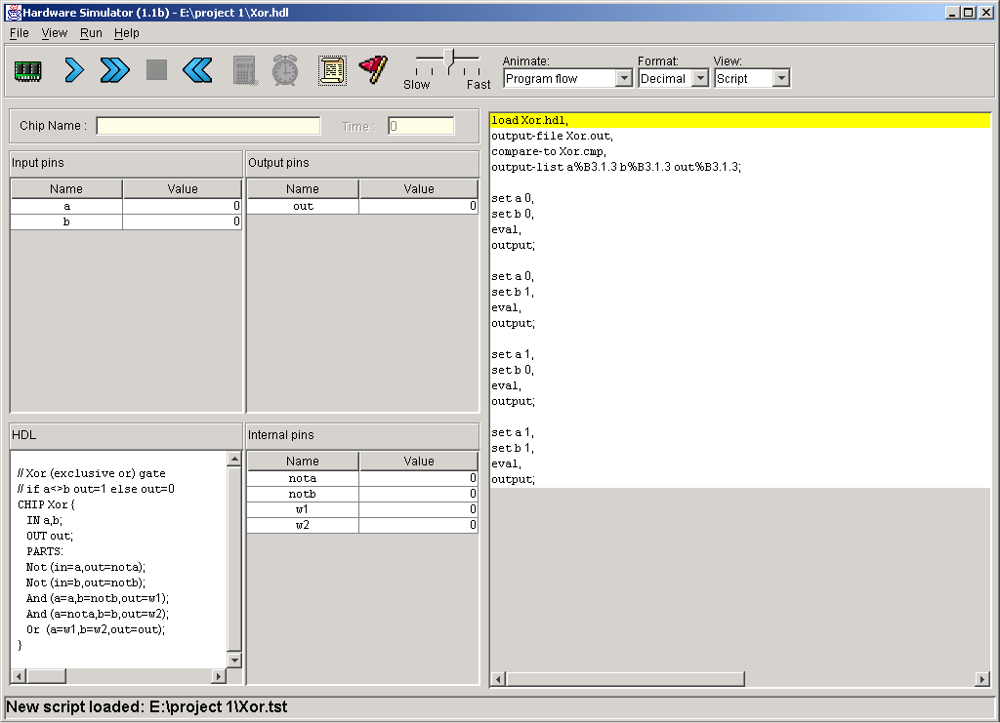 Hardware Simulator (1.1b) - E:\project 1\Xor.hdl
File View Run Help
Slow Fast
Animate:
Program flow
Format:
Decimal
View:
Script
Chip Name :
Time :
0
Input pins
Name Value
a 0
b 0
Output pins
Name Value
out 0
HDL
// Xor (exclusive or) gate
// if a<>b out=1 else out=0
CHIP Xor {
IN a,b;
OUT out;
PARTS:
Not (in=a,out=nota);
Not (in=b,out=notb);
And (a=a,b=notb,out=w1);
And (a=nota,b=b,out=w2);
Or (a=w1,b=w2,out=out);
}
Internal pins
Name Value
nota 0
notb 0
w1 0
w2 0
load Xor.hdl,
output-file Xor.out,
compare-to Xor.cmp,
output-list a%B3.1.3 b%B3.1.3 out%B3.1.3;
set a 0,
set b 0,
eval,
output;
set a 0,
set b 1,
eval,
output;
set a 1,
set b 0,
eval,
output;
set a 1,
set b 1,
eval,
output;
New script loaded: E:\project 1\Xor.tst